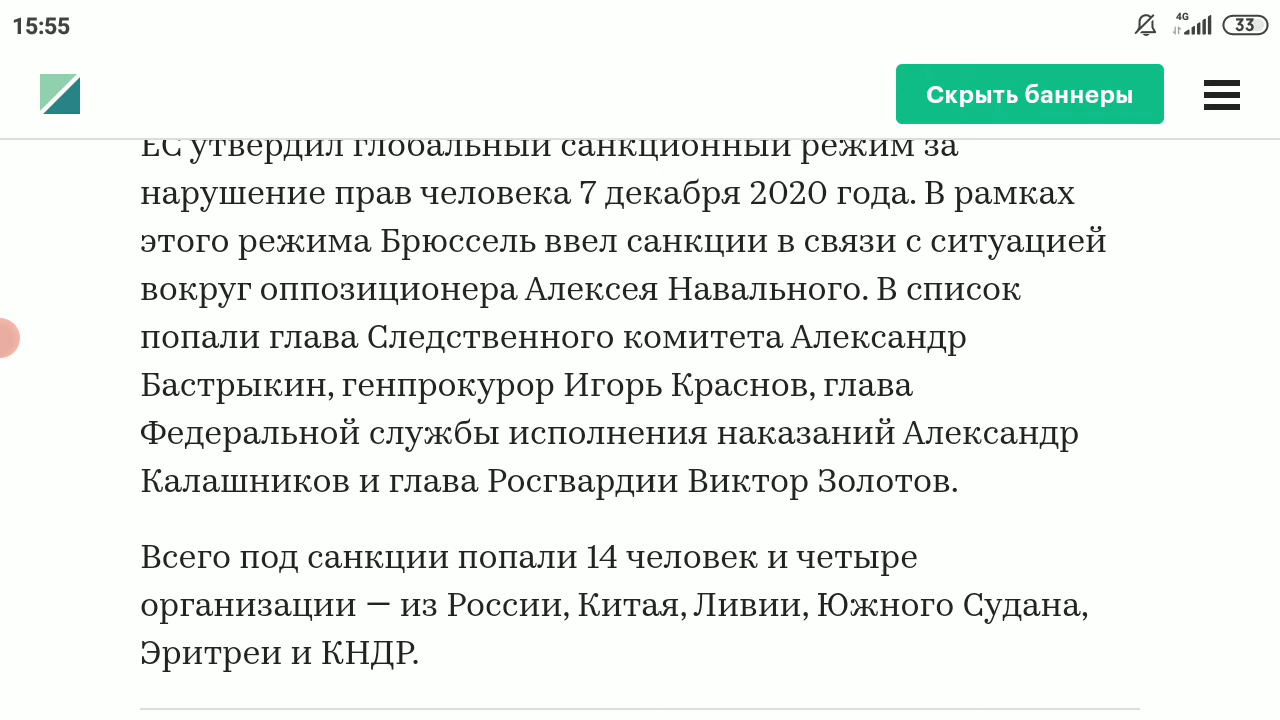 15:55
4G
33
Скрыть баннеры
ЕС утвердил глобальный санкционный режим за
нарушение прав человека 7 декабря 2020 года. В рамках
этого режима Брюссель ввел санкции в связи с ситуацией
вокруг оппозиционера Алексея Навального. В список
попали глава Следственного комитета Александр
Бастрыкин, генпрокурор Игорь Краснов, глава
Федеральной службы исполнения наказаний Александр
Калашников и глава Росгвардии Виктор Золотов.
Всего под санкции попали 14 человек и четыре
организации — из России, Китая, Ливии, Южного Судана,
Эритреи и КНДР.